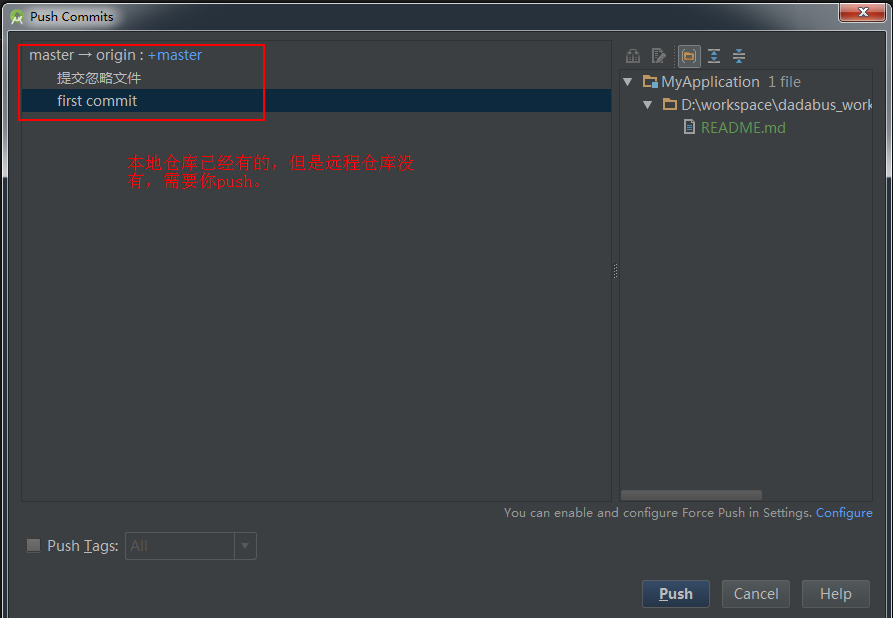 Push Commits
master → origin : +master
提交忽略文件
first commit
本地仓库已经有的，但是远程仓库没
有，需要你push。
MyApplication 1 file
D:\workspace\dadabus_work
README.md
You can enable and configure Force Push in Settings. Configure
Push Tags: All
Push Cancel Help